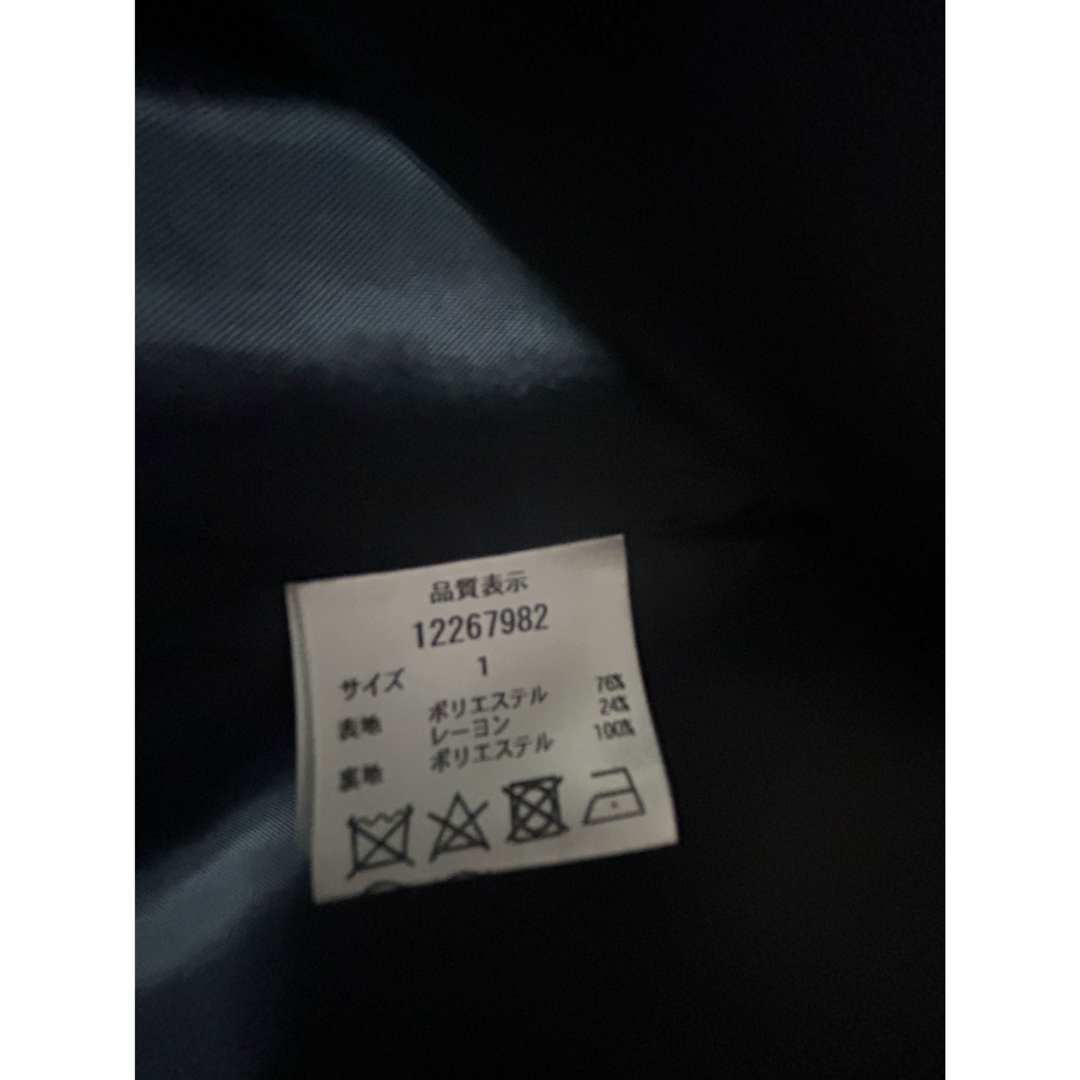 品質表示
12267982
サイズ 1
表地 ポリエステル 76%
レーヨン 24%
裏地 ポリエステル 100%